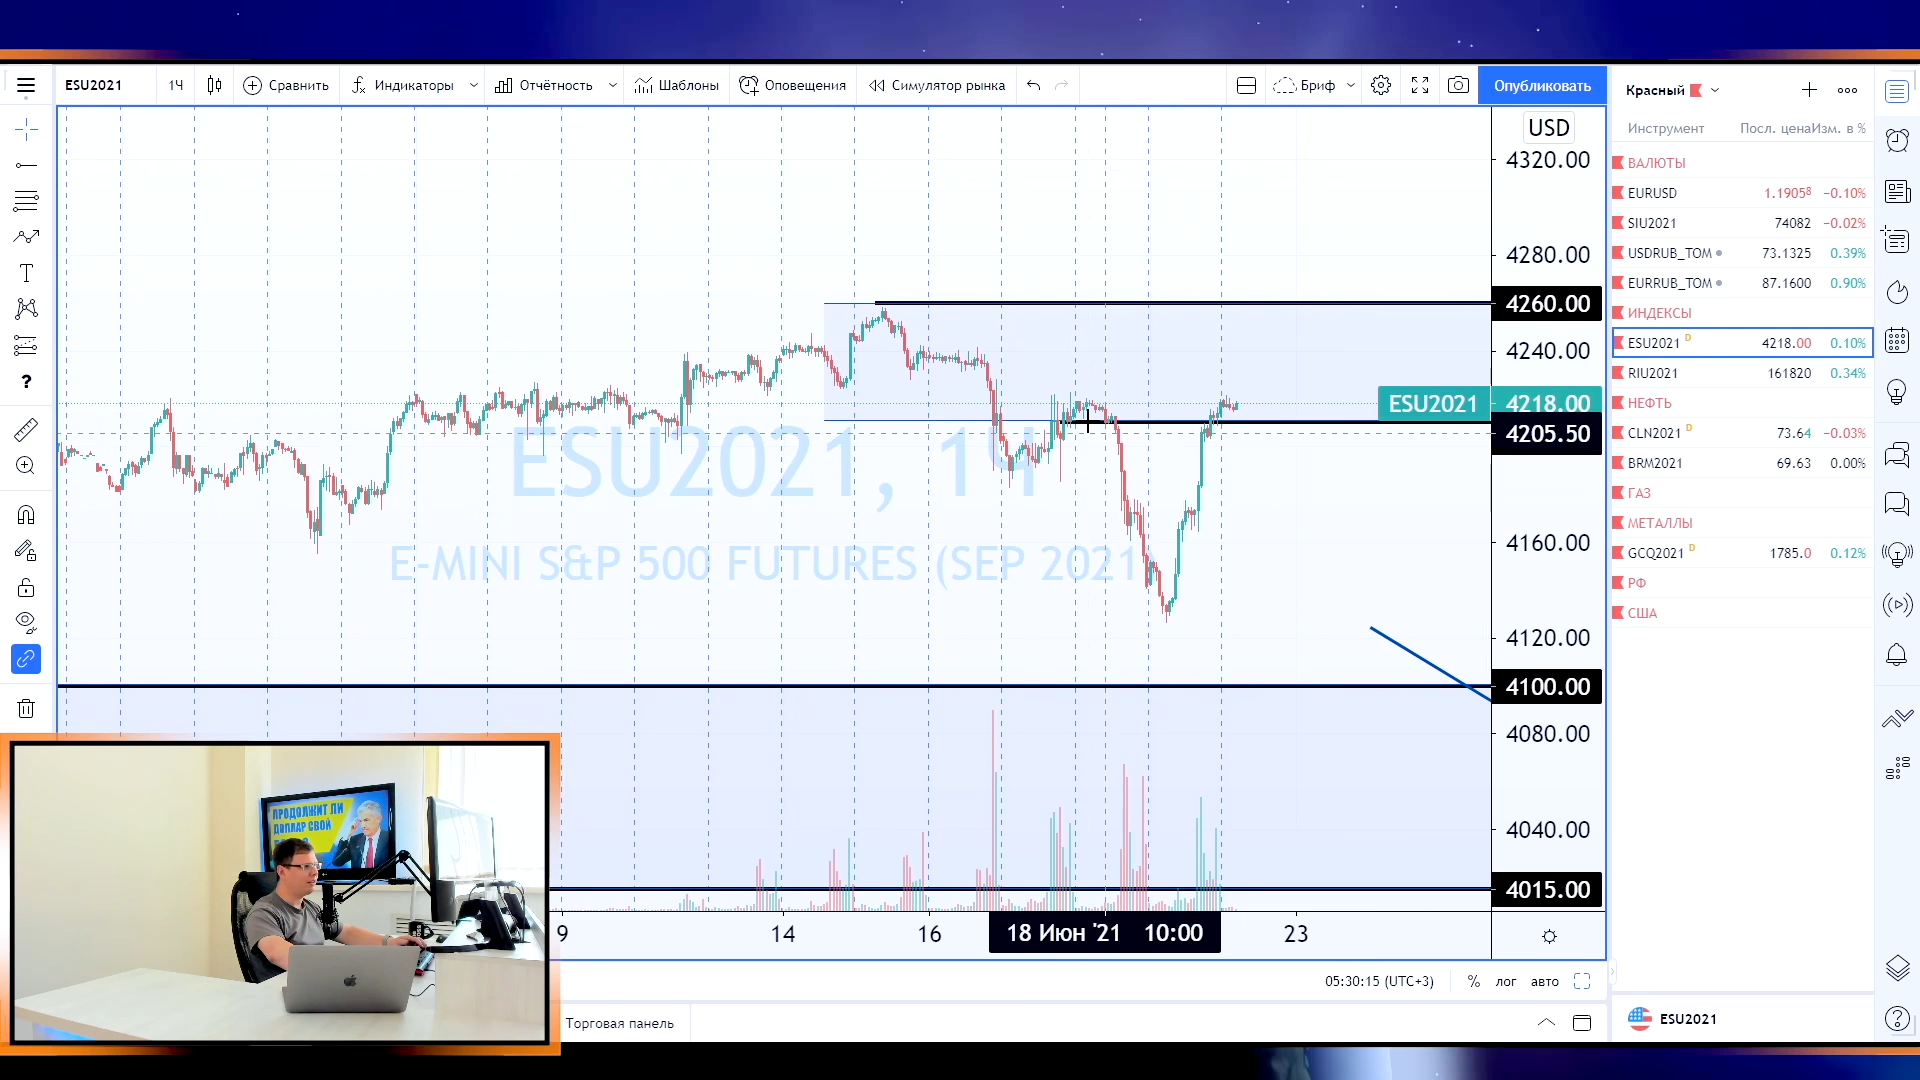 ESU2021
1Ч
Сравнить
Индикаторы
Отчётность
Шаблоны
Оповещения
Симулятор рынка
Бриф
Опубликовать
Красный
Инструмент Посл. цена Изм. в %
ВАЛЮТЫ
EURUSD 1.19058 −0.10%
SIU2021 74082 −0.02%
USDRUB_TOM 73.1325 0.39%
EURRUB_TOM 87.1600 0.90%
ИНДЕКСЫ
ESU2021 D 4218.00 0.10%
RIU2021 161820 0.34%
НЕФТЬ
CLN2021 D 73.64 −0.03%
BRM2021 69.63 0.00%
ГАЗ
МЕТАЛЛЫ
GCQ2021 D 1785.0 0.12%
РФ
США
USD
4320.00
4280.00
4260.00
4240.00
ESU2021 4218.00
4205.50
4160.00
4120.00
4100.00
4080.00
4040.00
4015.00
ESU2021, 1Ч
E-MINI S&P 500 FUTURES (SEP 2021)
9
14
16
18 Июн '21 10:00
23
05:30:15 (UTC+3)
%
лог
авто
Торговая панель
ESU2021
ПРОДОЛЖИТ ЛИ
ДОЛЛАР СВОЙ